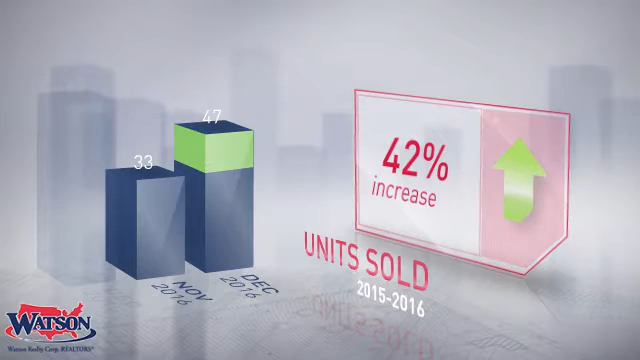 47
33
NOV
2016
DEC
2016
42%
increase
UNITS SOLD
2015-2016
WATSON
Watson Realty Corp. REALTORS®